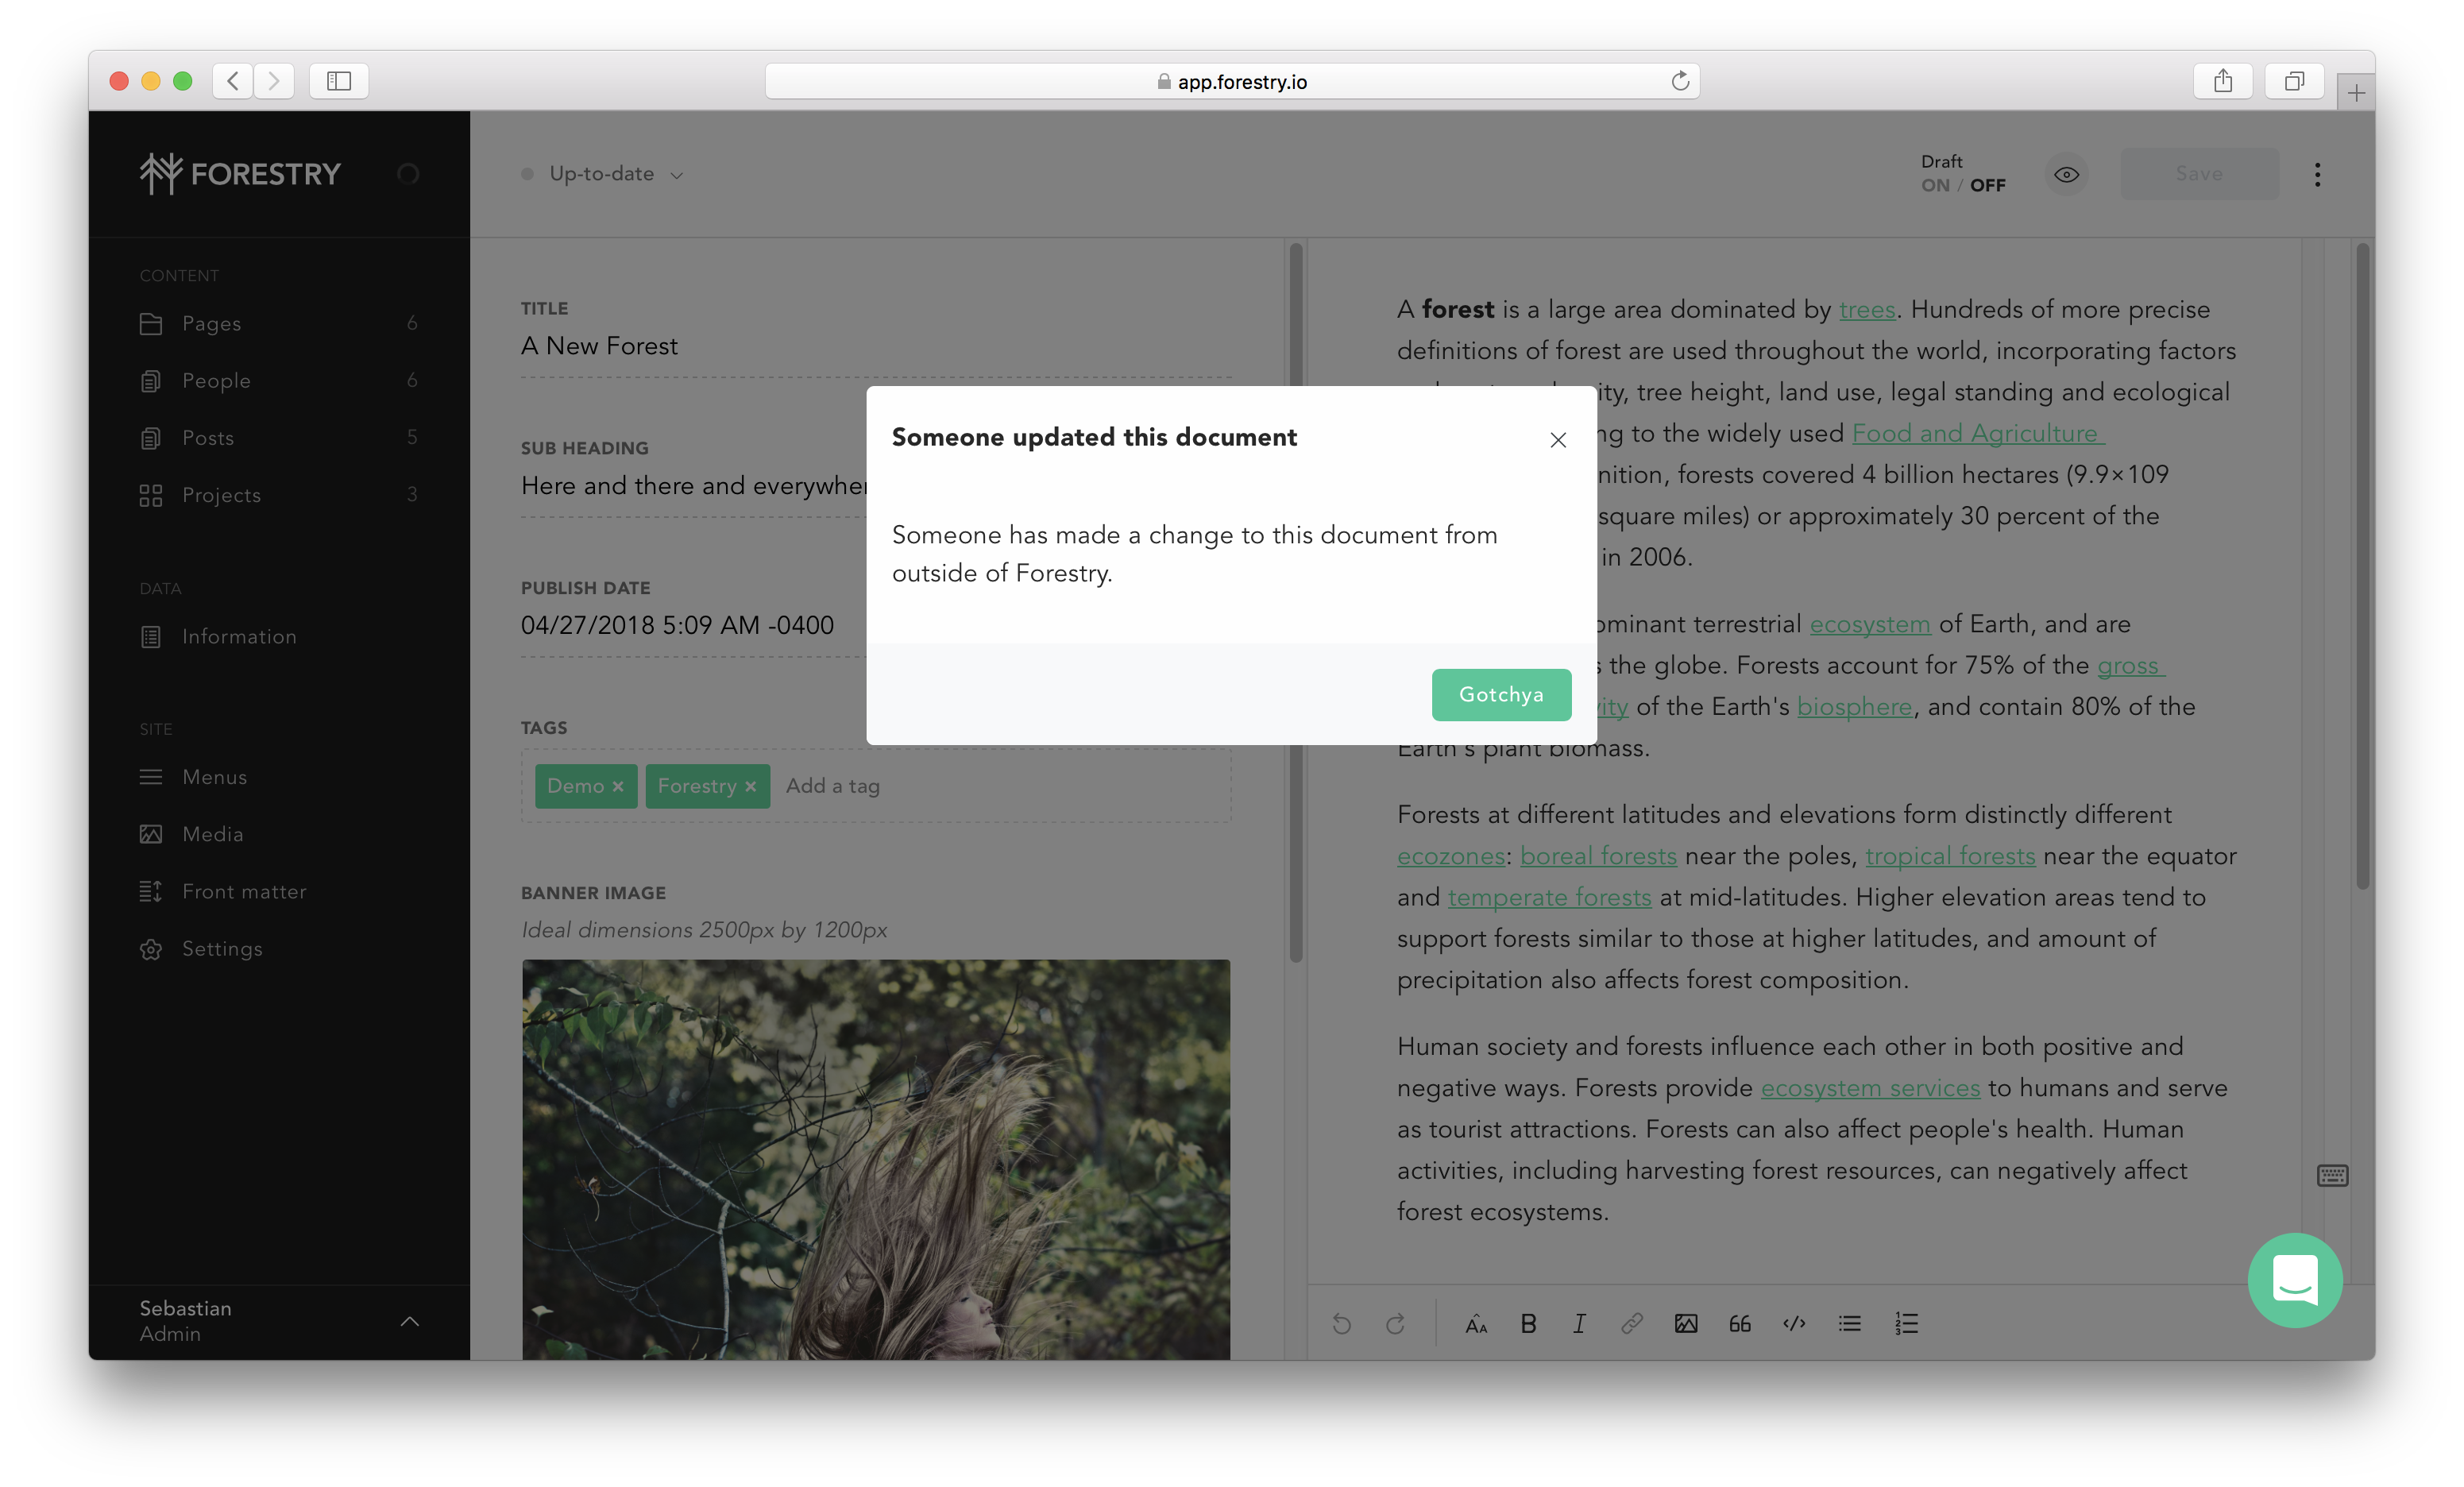 app.forestry.io
FORESTRY
Up-to-date
Draft
ON / OFF
Save
CONTENT
Pages 6
People 6
Posts 5
Projects 3
DATA
Information
SITE
Menus
Media
Front matter
Settings
Sebastian
Admin
TITLE
A New Forest
SUB HEADING
Here and there and everywher
PUBLISH DATE
04/27/2018 5:09 AM -0400
TAGS
Demo ×
Forestry ×
Add a tag
BANNER IMAGE
Ideal dimensions 2500px by 1200px
Someone updated this document
Someone has made a change to this document from
outside of Forestry.
Gotchya
A forest is a large area dominated by trees. Hundreds of more precise
definitions of forest are used throughout the world, incorporating factors
ity, tree height, land use, legal standing and ecological
ng to the widely used Food and Agriculture
nition, forests covered 4 billion hectares (9.9×109
square miles) or approximately 30 percent of the
in 2006.
ominant terrestrial ecosystem of Earth, and are
s the globe. Forests account for 75% of the gross
vity of the Earth's biosphere, and contain 80% of the
Earth's plant biomass.
Forests at different latitudes and elevations form distinctly different
ecozones: boreal forests near the poles, tropical forests near the equator
and temperate forests at mid-latitudes. Higher elevation areas tend to
support forests similar to those at higher latitudes, and amount of
precipitation also affects forest composition.
Human society and forests influence each other in both positive and
negative ways. Forests provide ecosystem services to humans and serve
as tourist attractions. Forests can also affect people's health. Human
activities, including harvesting forest resources, can negatively affect
forest ecosystems.